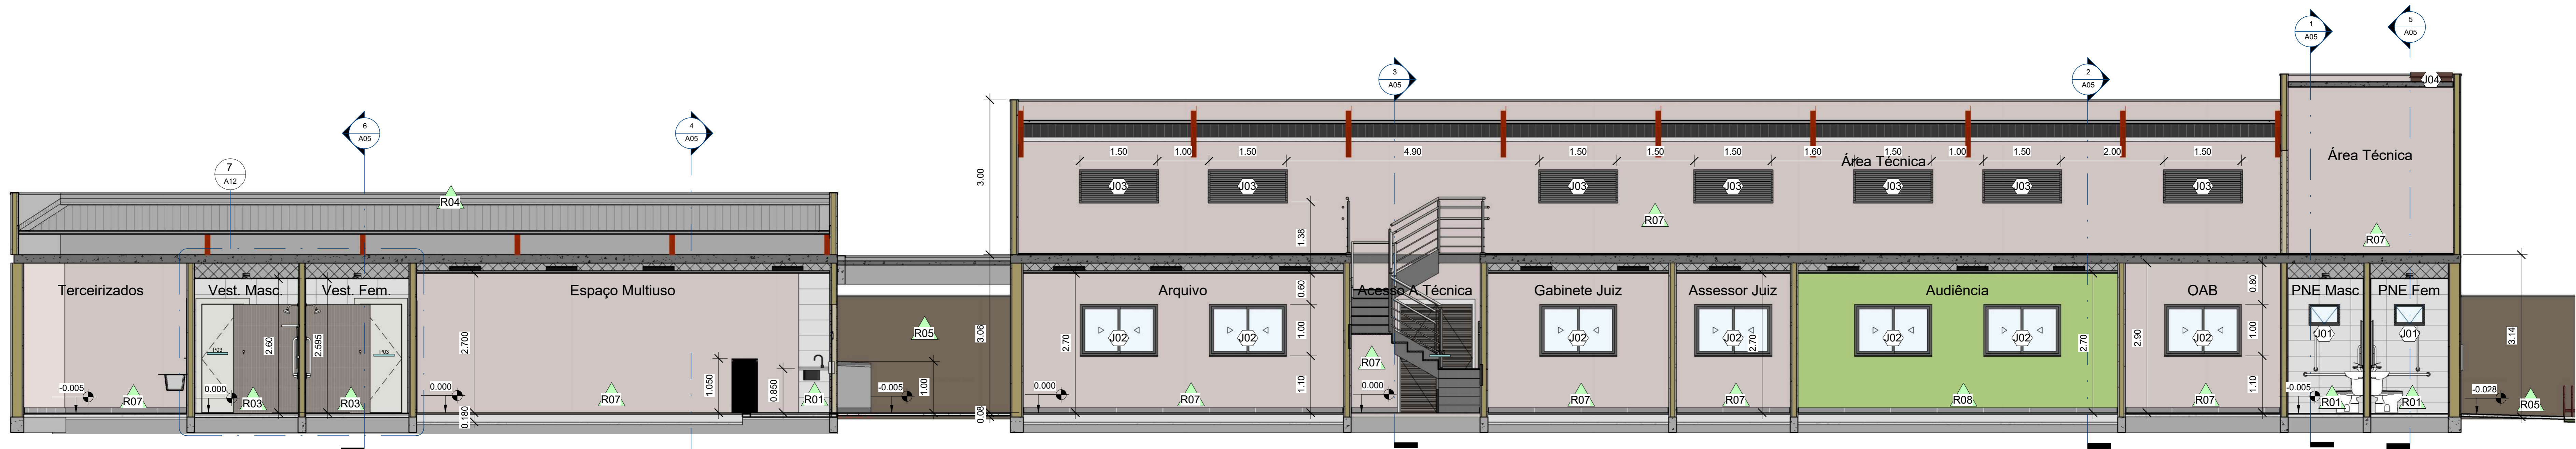 1
A05
5
A05
3
A05
2
A05
6
A05
4
A05
7
A12
J04
3.00
1.50
1.00
1.50
4.90
1.50
1.50
1.50
1.60
1.00
1.50
2.00
1.50
Área Técnica
Área Técnica
J03
J03
J03
J03
J03
J03
J03
R04
R07
R07
1.38
Terceirizados
Vest. Masc.
Vest. Fem.
Espaço Multiuso
Arquivo
Acesso A.Técnica
Gabinete Juiz
Assessor Juiz
Audiência
OAB
PNE Masc
PNE Fem
P03
P03
2.60
2.595
2.700
1.050
0.850
R05
3.06
1.00
0.08
2.70
0.60
1.00
1.10
J02
J02
J02
J02
J02
J02
J02
J01
J01
2.70
2.70
2.90
0.80
1.00
1.10
3.14
-0.005
0.000
0.000
-0.005
0.000
0.000
-0.005
-0.028
0.180
R07
R03
R03
R07
R01
R07
R07
R07
R07
R08
R07
R01
R01
R05